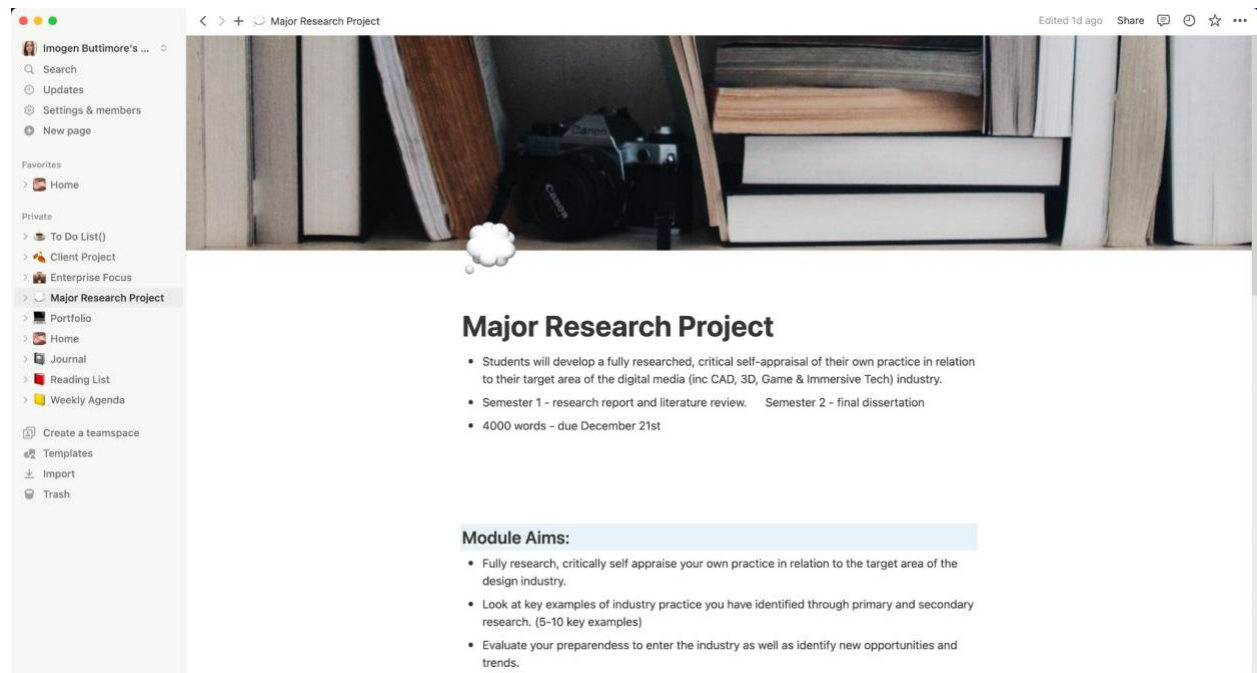 Major Research Project
Edited 1d ago Share
Imogen Buttimore's ...
Search
Updates
Settings & members
New page
Favorites
Home
Private
To Do List()
Client Project
Enterprise Focus
Major Research Project
Portfolio
Home
Journal
Reading List
Weekly Agenda
Create a teamspace
Templates
Import
Trash
Canon
Canon
Major Research Project
• Students will develop a fully researched, critical self-appraisal of their own practice in relation
to their target area of the digital media (inc CAD, 3D, Game & Immersive Tech) industry.
• Semester 1 - research report and literature review. Semester 2 - final dissertation
• 4000 words - due December 21st
Module Aims:
• Fully research, critically self appraise your own practice in relation to the target area of the
design industry.
• Look at key examples of industry practice you have identified through primary and secondary
research. (5-10 key examples)
• Evaluate your preparendess to enter the industry as well as identify new opportunities and
trends.